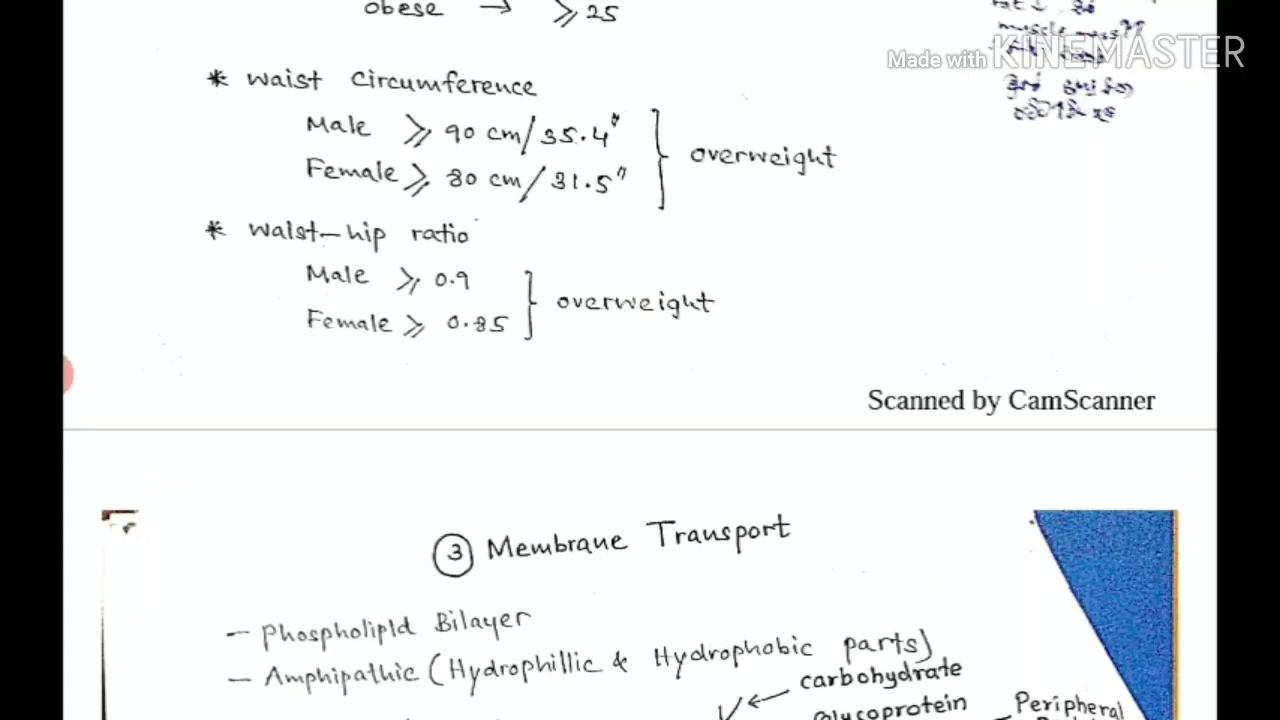 obese → ≥ 25
muscle mass ↑↑
Made with KINEMASTER
* waist circumference
Male ≥ 90 cm/35.4"
Female ≥ 80 cm/31.5"
} overweight
* waist-hip ratio
Male ≥ 0.9
Female ≥ 0.85
} overweight
Scanned by CamScanner
③ Membrane Transport
- Phospholipid Bilayer
- Amphipathic (Hydrophillic & Hydrophobic parts)
carbohydrate
Glycoprotein
Peripheral